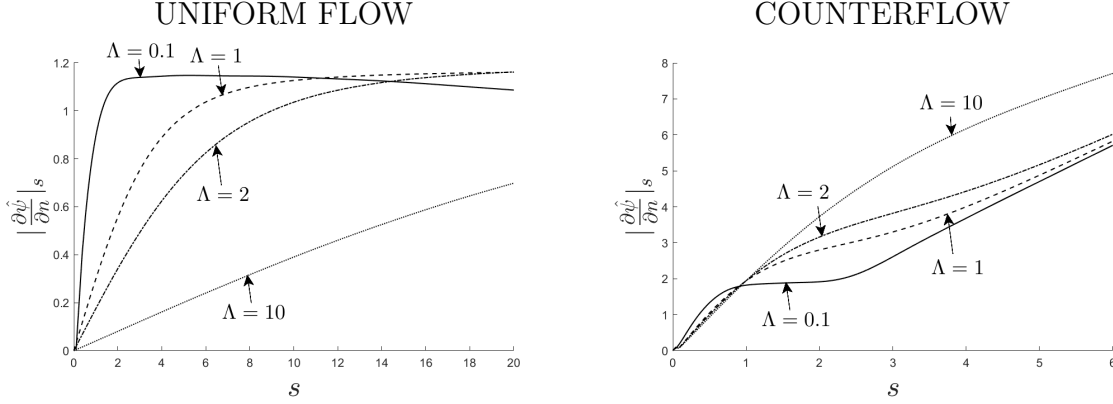 UNIFORM FLOW
Λ = 0.1
Λ = 1
1.2
1
0.8
0.6
0.4
0.2
0
|∂ψ̂/∂n|s
Λ = 2
Λ = 10
0 2 4 6 8 10 12 14 16 18 20
s
COUNTERFLOW
8
7
6
5
4
3
2
1
0
|∂ψ̂/∂n|s
Λ = 10
Λ = 2
Λ = 1
Λ = 0.1
0 1 2 3 4 5 6
s